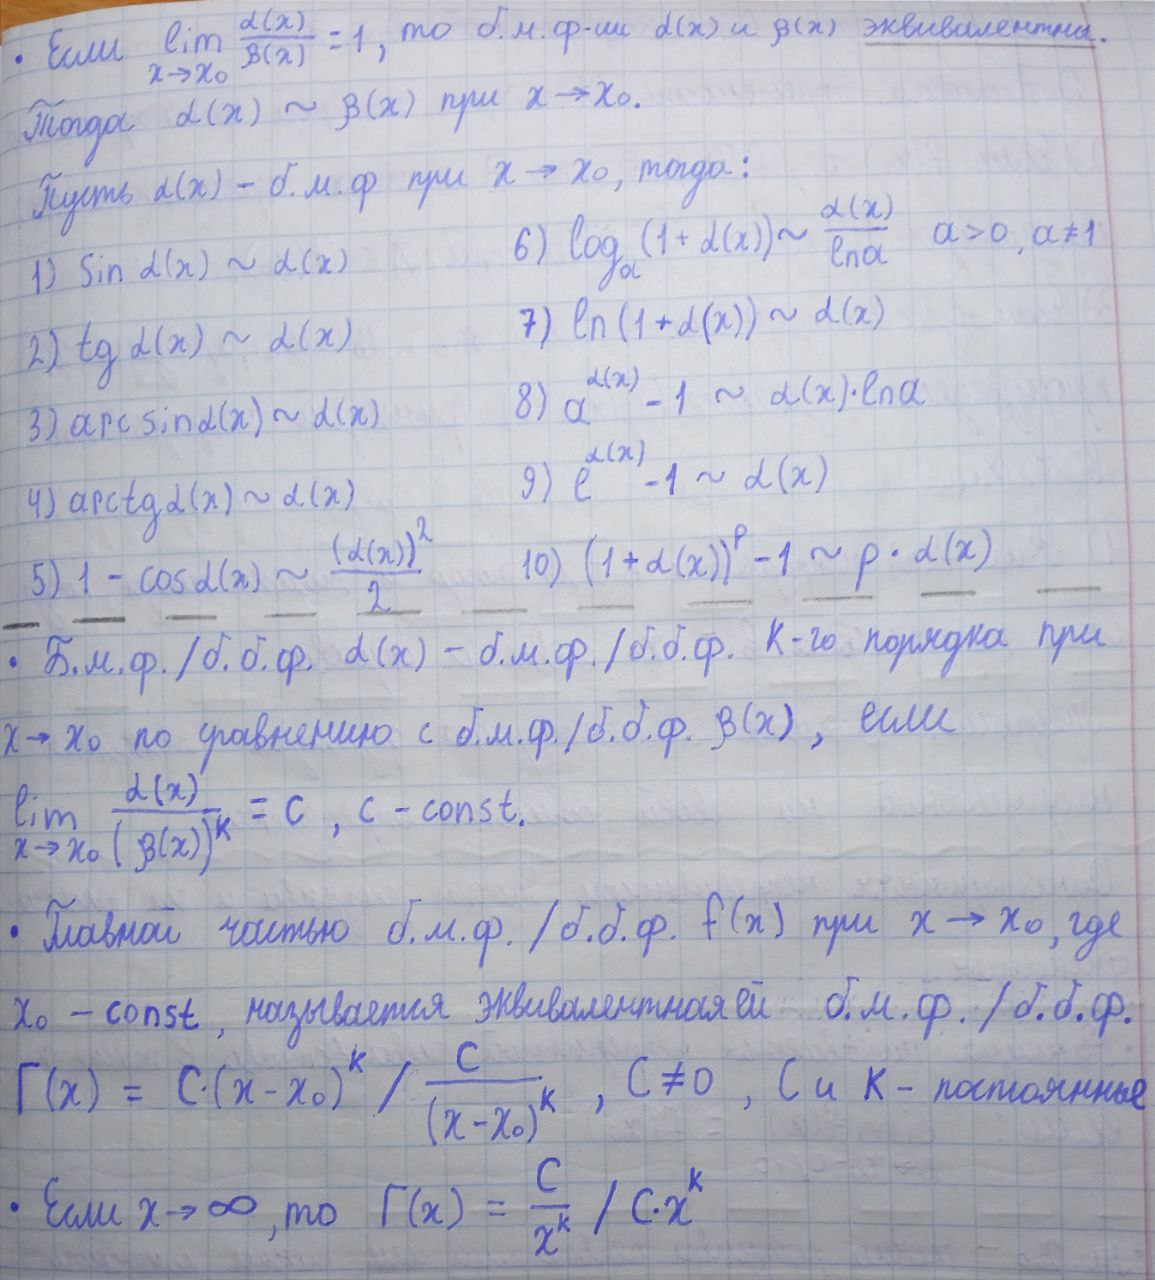 • Если lim x→x₀ α(x)/β(x) = 1, то б.м.ф-ии α(x) и β(x) эквивалентны.
Тогда α(x) ~ β(x) при x→x₀.
Пусть α(x) – б.м.ф при x→x₀, тогда:
1) sin α(x) ~ α(x)
2) tg α(x) ~ α(x)
3) arcsin α(x) ~ α(x)
4) arctg α(x) ~ α(x)
5) 1 – cos α(x) ~ (α(x))²/2
6) logₐ(1 + α(x)) ~ α(x)/lna a>0, a≠1
7) ln(1 + α(x)) ~ α(x)
8) a^α(x) – 1 ~ α(x)·lna
9) e^α(x) – 1 ~ α(x)
10) (1 + α(x))^p – 1 ~ p · α(x)
• Б.м.ф./б.б.ф. α(x) – б.м.ф./б.б.ф. K-го порядка при
x→x₀ по сравнению с б.м.ф./б.б.ф. β(x), если
lim x→x₀ α(x)/(β(x))^K = C, c – const.
• Главной частью б.м.ф./б.б.ф. f(x) при x→x₀, где
x₀ – const, называется эквивалентная ей б.м.ф./б.б.ф.
Г(x) = C·(x–x₀)^K / C/(x–x₀)^K, C≠0, C и K – постоянные
• Если x→∞, то Г(x) = C/x^K / C·x^K